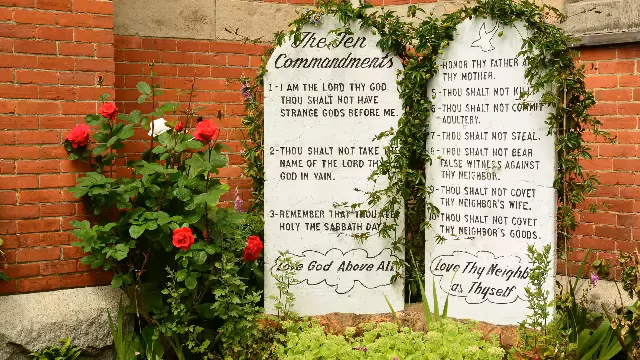 The Ten
Commandments
1-I AM THE LORD THY GOD.
THOU SHALT NOT HAVE
STRANGE GODS BEFORE ME.
2-THOU SHALT NOT TAKE THE
NAME OF THE LORD THY
GOD IN VAIN.
3-REMEMBER THAT THOU
HOLY THE SABBATH DAY.
Love God Above All
HONOR THY FATHER
THY MOTHER.
5-THOU SHALT NOT KILL
6-THOU SHALT NOT COMMIT
ADULTERY.
7-THOU SHALT NOT STEAL.
8-THOU SHALT NOT BEAR
FALSE WITNESS AGAINST
THY NEIGHBOR.
9-THOU SHALT NOT COVET
THY NEIGHBOR'S WIFE.
10-THOU SHALT NOT COVET
THY NEIGHBOR'S GOODS.
Love Thy Neighb
as Thyself